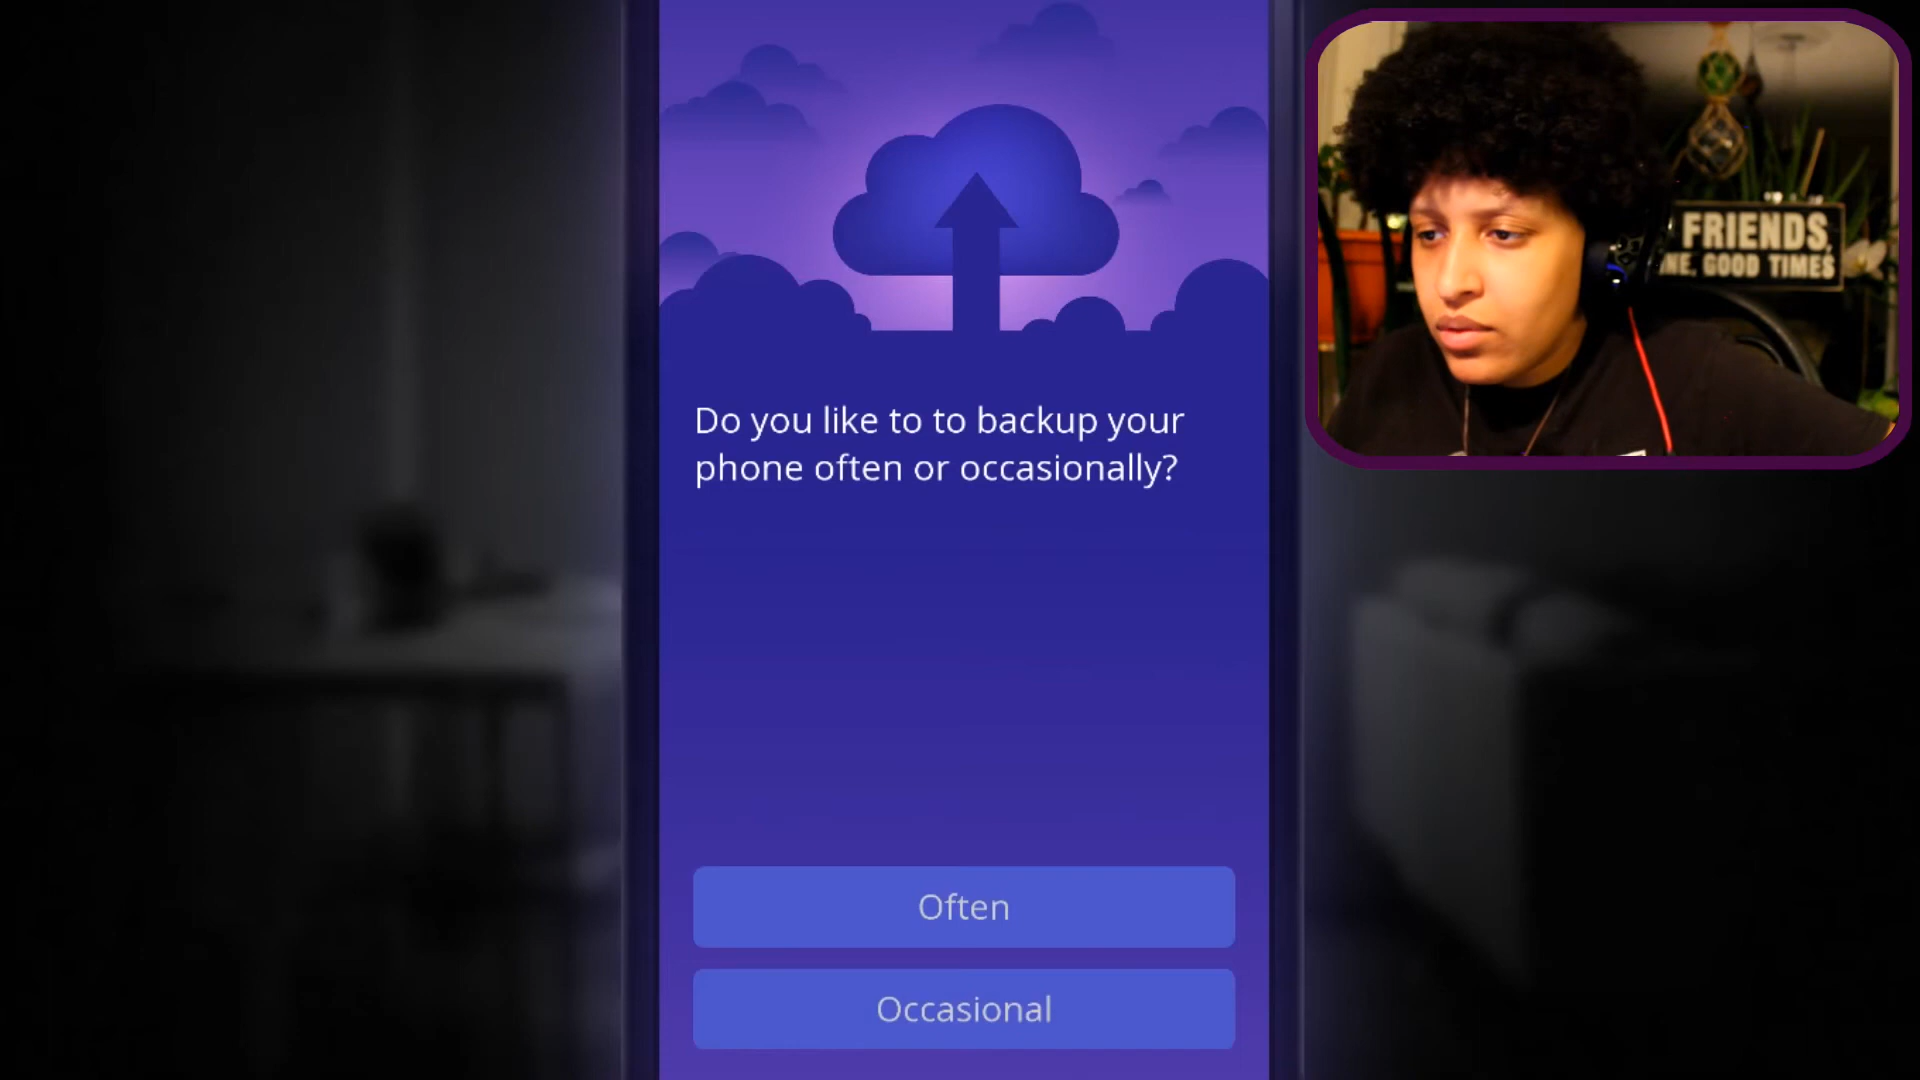 Do you like to to backup your
phone often or occasionally?
Often
Occasional
FRIENDS,
GOOD TIMES